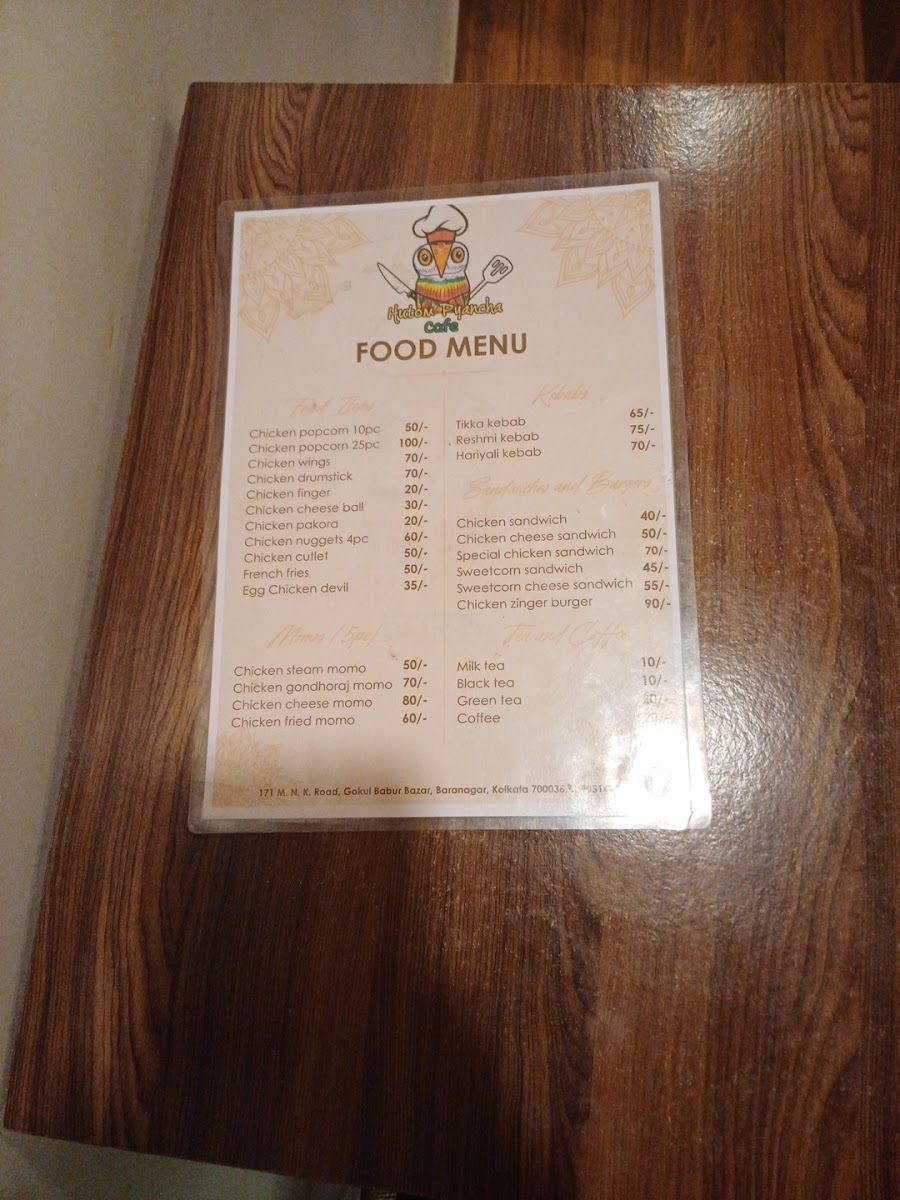 Hutom Pyancha
Cafe
FOOD MENU
Food Items
Chicken popcorn 10pc 50/-
Chicken popcorn 25pc 100/-
Chicken wings 70/-
Chicken drumstick 70/-
Chicken finger 20/-
Chicken cheese ball 30/-
Chicken pakora 20/-
Chicken nuggets 4pc 60/-
Chicken cutlet 50/-
French fries 50/-
Egg Chicken devil 35/-
Momos (5pc)
Chicken steam momo 50/-
Chicken gondhoraj momo 70/-
Chicken cheese momo 80/-
Chicken fried momo 60/-
Kebabs
Tikka kebab 65/-
Reshmi kebab 75/-
Hariyali kebab 70/-
Sandwiches and Burgers
Chicken sandwich 40/-
Chicken cheese sandwich 50/-
Special chicken sandwich 70/-
Sweetcorn sandwich 45/-
Sweetcorn cheese sandwich 55/-
Chicken zinger burger 90/-
Tea and Coffee
Milk tea 10/-
Black tea 10/-
Green tea
Coffee
171 M. N. K. Road, Gokul Babur Bazar, Baranagar, Kolkata 700036